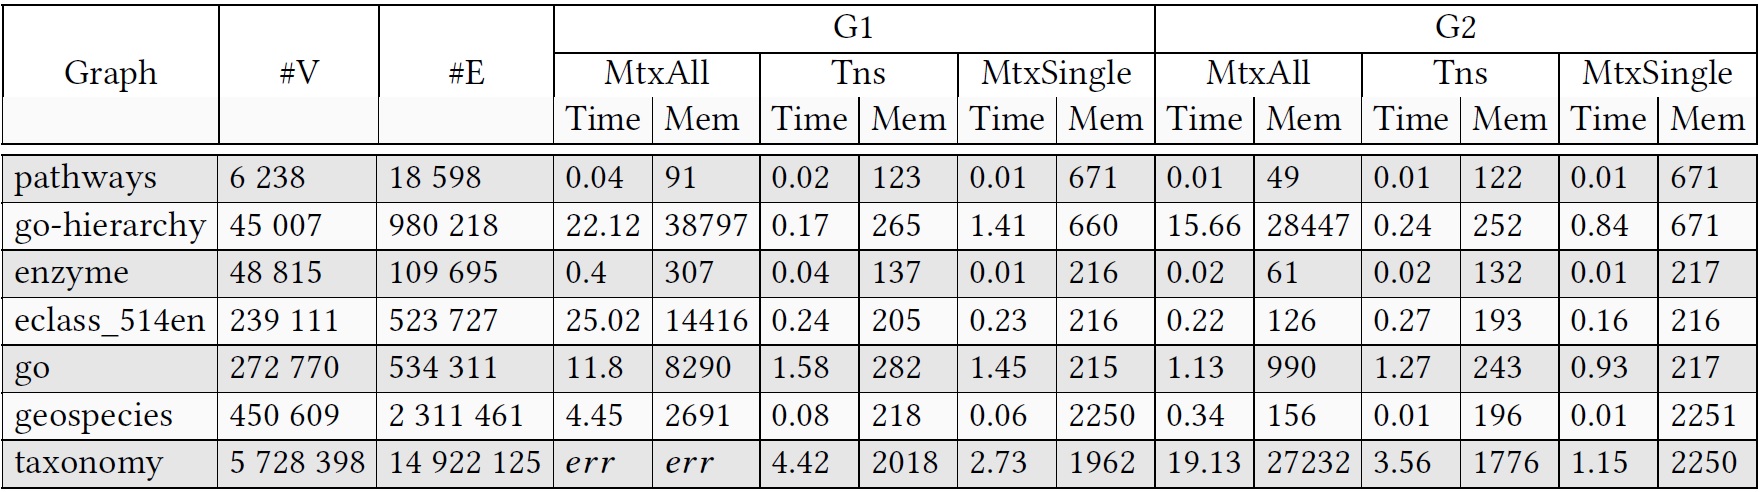 G1 G2
Graph #V #E MtxAll Tns MtxSingle MtxAll Tns MtxSingle
Time Mem Time Mem Time Mem Time Mem Time Mem Time Mem
pathways 6 238 18 598 0.04 91 0.02 123 0.01 671 0.01 49 0.01 122 0.01 671
go-hierarchy 45 007 980 218 22.12 38797 0.17 265 1.41 660 15.66 28447 0.24 252 0.84 671
enzyme 48 815 109 695 0.4 307 0.04 137 0.01 216 0.02 61 0.02 132 0.01 217
eclass_514en 239 111 523 727 25.02 14416 0.24 205 0.23 216 0.22 126 0.27 193 0.16 216
go 272 770 534 311 11.8 8290 1.58 282 1.45 215 1.13 990 1.27 243 0.93 217
geospecies 450 609 2 311 461 4.45 2691 0.08 218 0.06 2250 0.34 156 0.01 196 0.01 2251
taxonomy 5 728 398 14 922 125 err err 4.42 2018 2.73 1962 19.13 27232 3.56 1776 1.15 2250